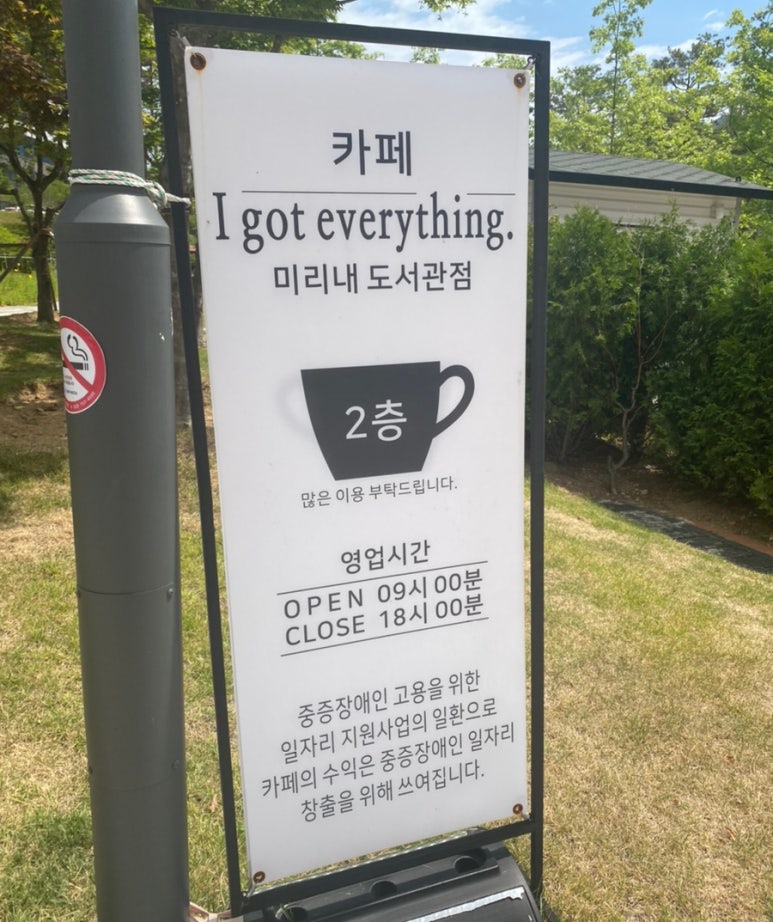 카페
I got everything.
미리내 도서관점
2층
많은 이용 부탁드립니다.
영업시간
OPEN 09시 00분
CLOSE 18시 00분
중증장애인 고용을 위한
일자리 지원사업의 일환으로
카페의 수익은 중증장애인 일자리
창출을 위해 쓰여집니다.